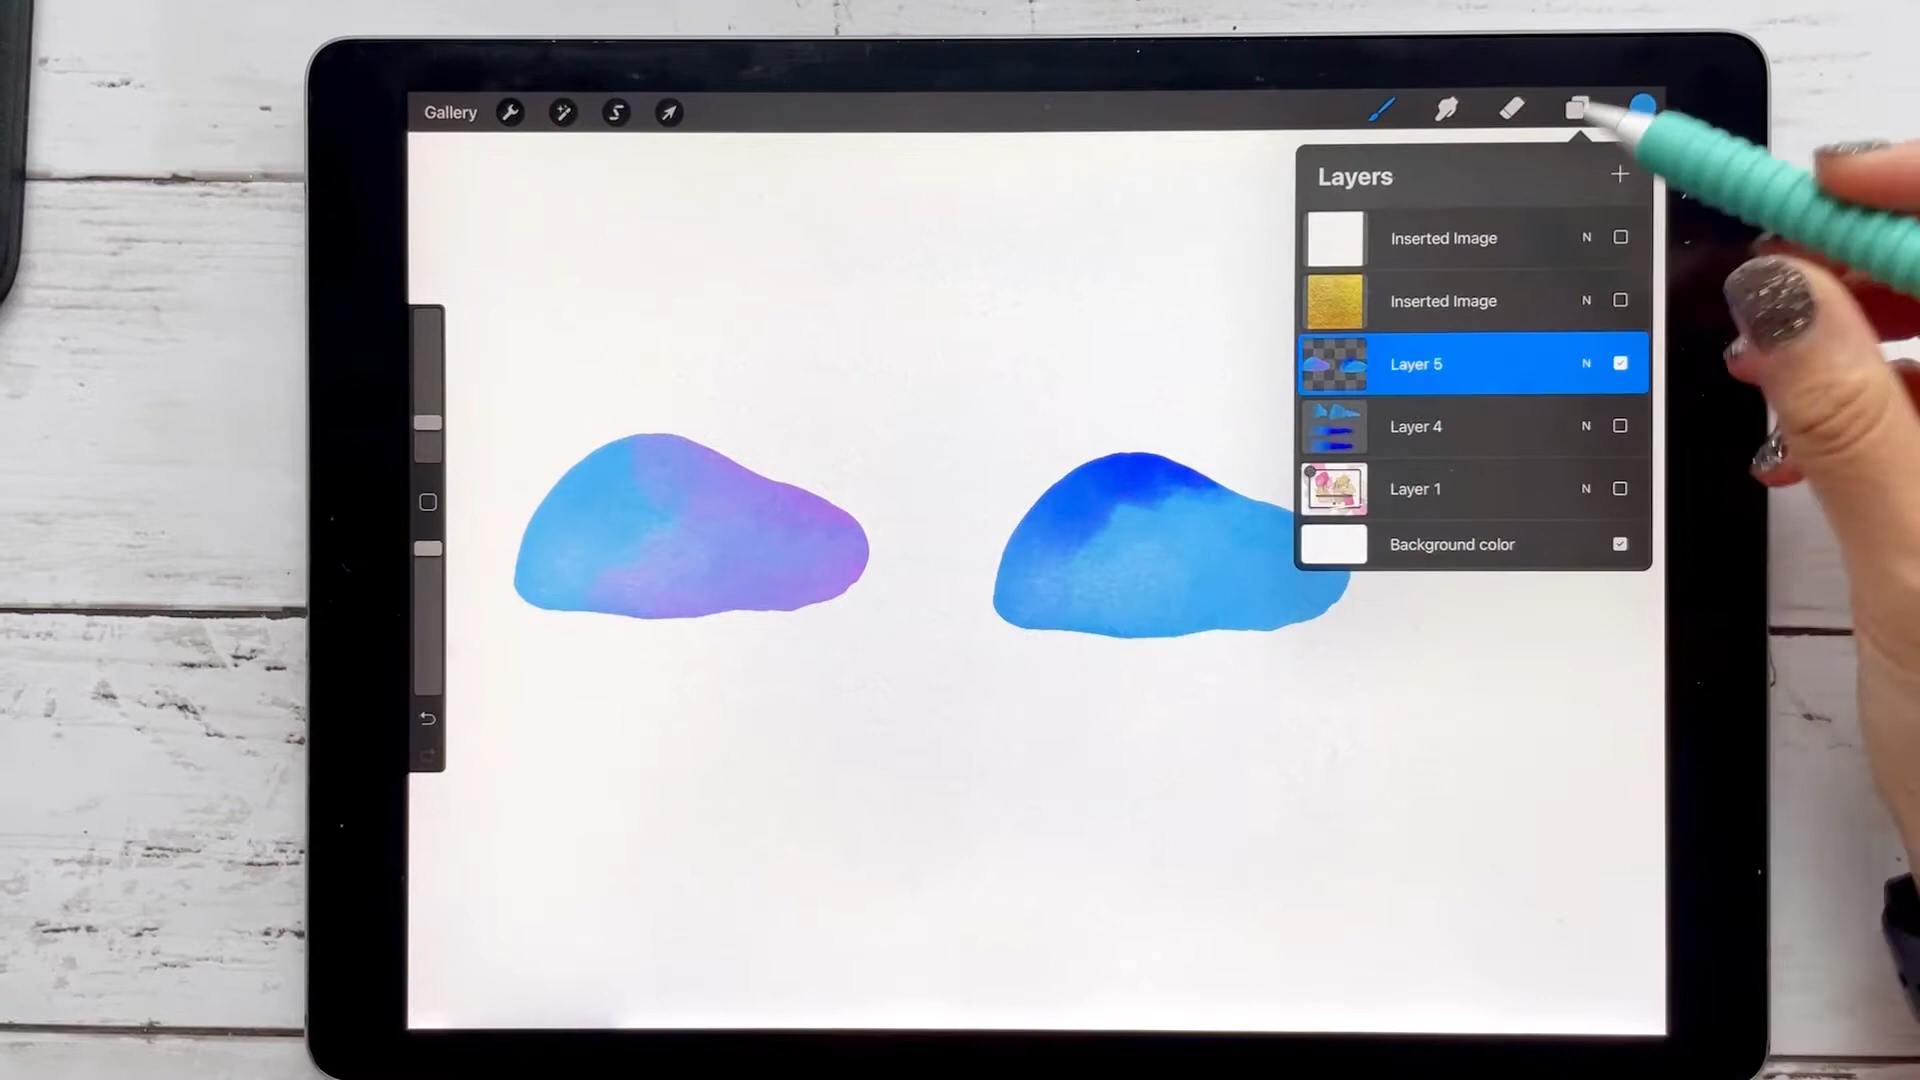 Gallery
Layers
Inserted Image N
Inserted Image N
Layer 5 N
Layer 4 N
Layer 1 N
Background color